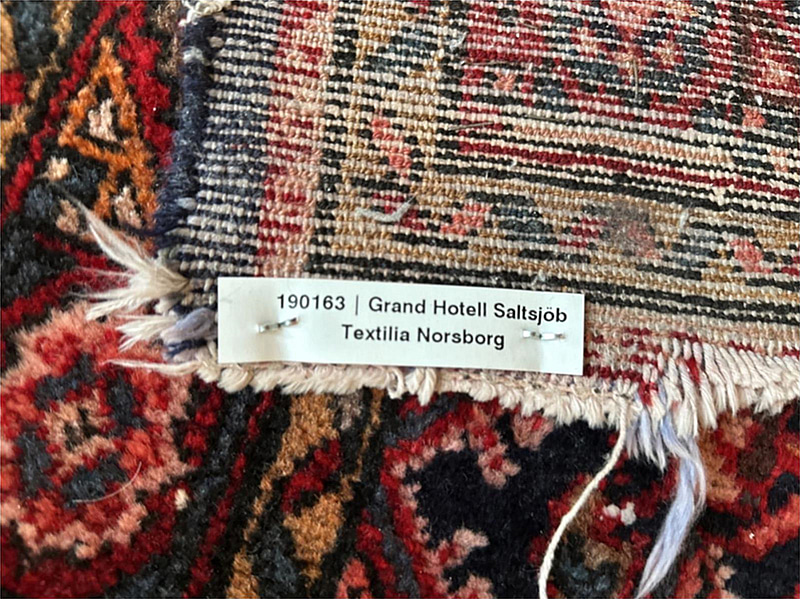 190163 | Grand Hotell Saltsjöb
Textilia Norsborg